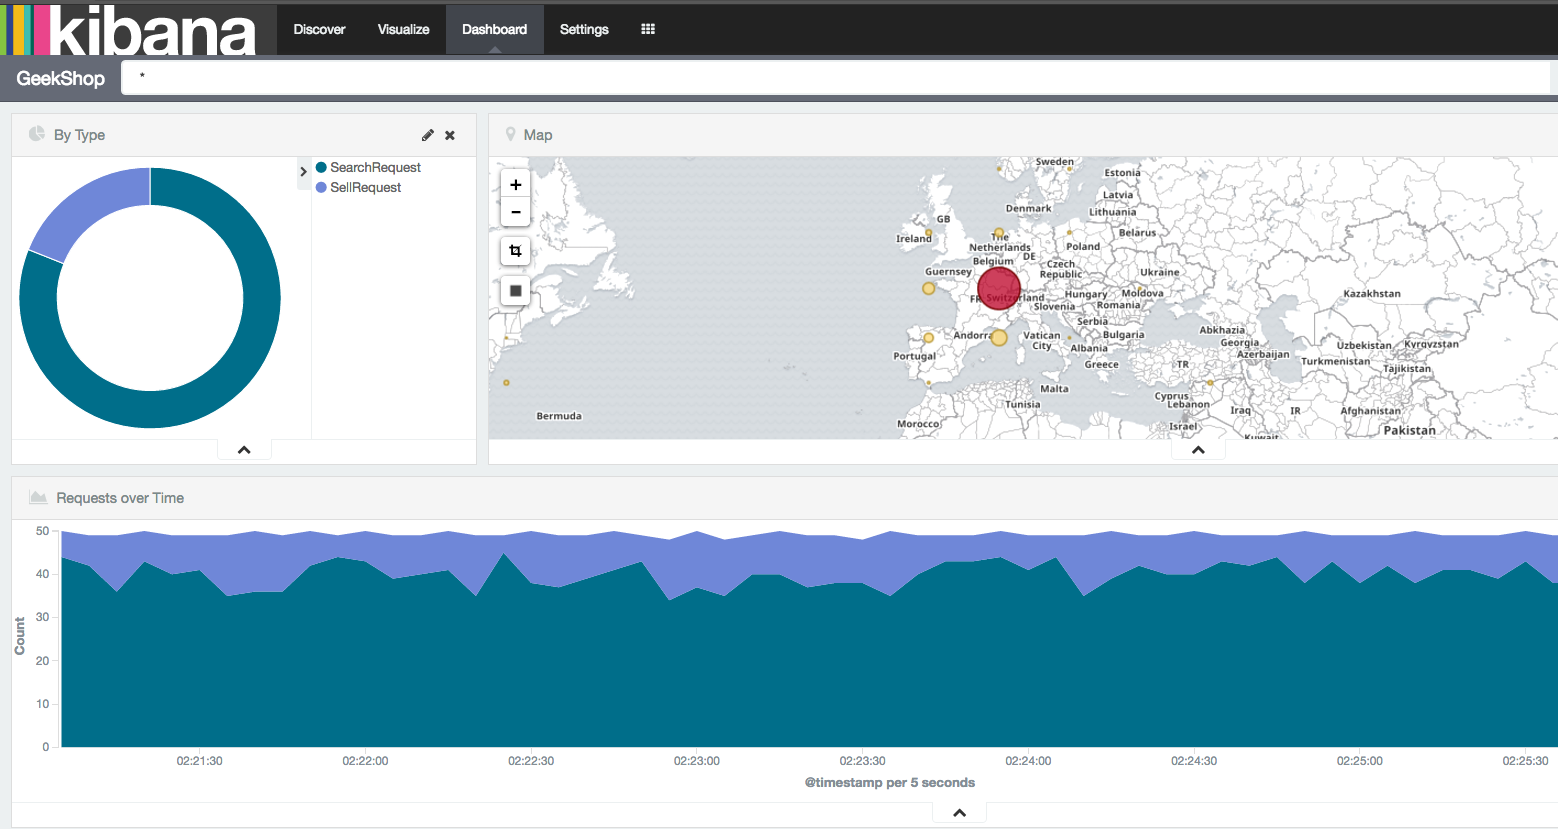 kibana
Discover
Visualize
Dashboard
Settings
GeekShop
*
By Type
SearchRequest
SellRequest
Map
+
-
Sweden
Estonia
Latvia
Denmark
Lithuania
GB
Ireland
The
Netherlands
Belarus
Poland
DE
Belgium
Czech
Republic
Guernsey
Ukraine
FR
Switzerland
Hungary
Moldova
Kazakhstan
Slovenia
Romania
Serbia
Andorra
Vatican
City
Bulgaria
Abkhazia
Georgia
Uzbekistan
Kyrgyzstan
Portugal
Albania
Azerbaijan
Greece
TR
Turkmenistan
Tajikistan
Malta
Cyprus
Lebanon
Tunisia
Iraq
IR
Afghanistan
Bermuda
Morocco
Israel
Pakistan
Kuwait
Requests over Time
50
40
30
20
10
0
Count
02:21:30
02:22:00
02:22:30
02:23:00
02:23:30
02:24:00
02:24:30
02:25:00
02:25:30
@timestamp per 5 seconds